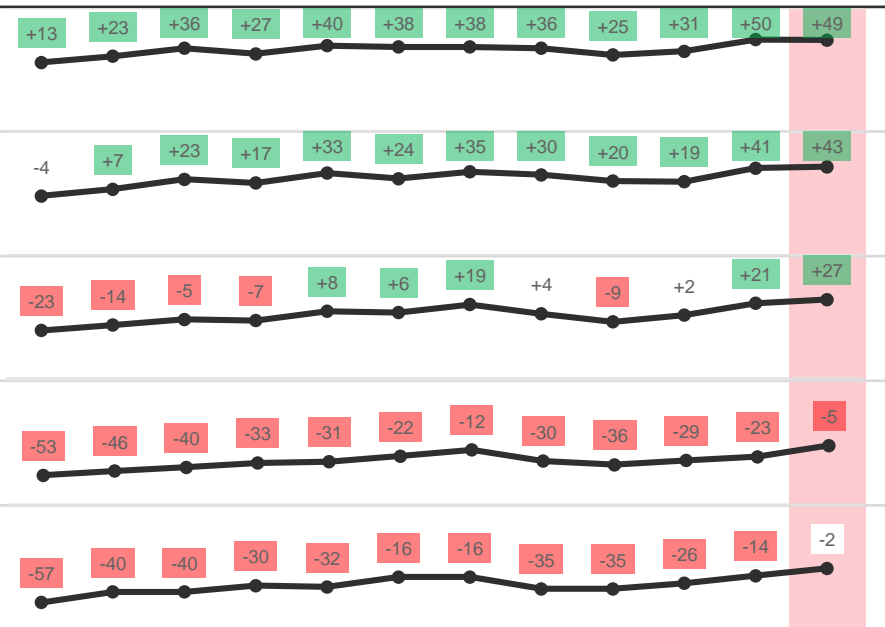 +13 +23 +36 +27 +40 +38 +38 +36 +25 +31 +50 +49
-4 +7 +23 +17 +33 +24 +35 +30 +20 +19 +41 +43
-23 -14 -5 -7 +8 +6 +19 +4 -9 +2 +21 +27
-53 -46 -40 -33 -31 -22 -12 -30 -36 -29 -23 -5
-57 -40 -40 -30 -32 -16 -16 -35 -35 -26 -14 -2